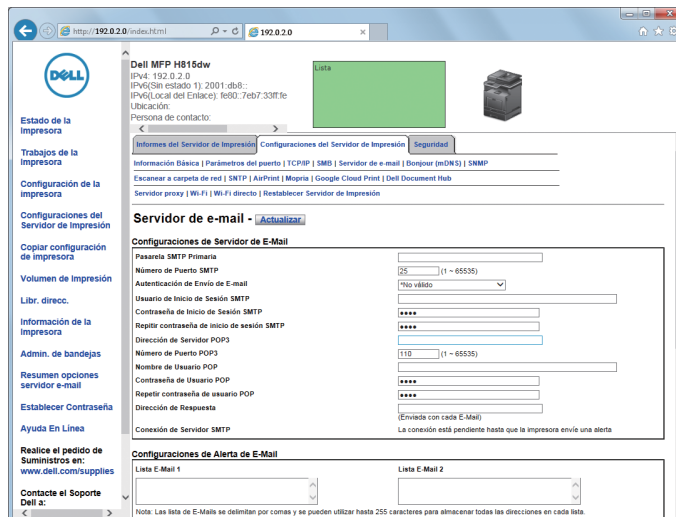 http://192.0.2.0/index.html
192.0.2.0
DELL
Dell MFP H815dw
IPv4: 192.0.2.0
IPv6(Sin estado 1): 2001:db8::
IPv6(Local del Enlace): fe80::7eb7:33ff:fe
Ubicación:
Persona de contacto:
Lista
Estado de la
Impresora
Trabajos de la
Impresora
Configuración de la
impresora
Configuraciones del
Servidor de Impresión
Copiar configuración
de impresora
Volumen de Impresión
Libr. direcc.
Información de la
Impresora
Admin. de bandejas
Resumen opciones
servidor e-mail
Establecer Contraseña
Ayuda En Línea
Realice el pedido de
Suministros en:
www.dell.com/supplies
Contacte el Soporte
Dell a:
Informes del Servidor de Impresión Configuraciones del Servidor de Impresión Seguridad
Información Básica | Parámetros del puerto | TCP/IP | SMB | Servidor de e-mail | Bonjour (mDNS) | SNMP
Escanear a carpeta de red | SNTP | AirPrint | Mopria | Google Cloud Print | Dell Document Hub
Servidor proxy | Wi-Fi | Wi-Fi directo | Restablecer Servidor de Impresión
Servidor de e-mail - Actualizar
Configuraciones de Servidor de E-Mail
Pasarela SMTP Primaria
Número de Puerto SMTP 25 (1 ~ 65535)
Autenticación de Envío de E-mail *No válido
Usuario de Inicio de Sesión SMTP
Contraseña de Inicio de Sesión SMTP ●●●●
Repitir contraseña de inicio de sesión SMTP ●●●●
Dirección de Servidor POP3
Número de Puerto POP3 110 (1 ~ 65535)
Nombre de Usuario POP
Contraseña de Usuario POP ●●●●
Repetir contraseña de usuario POP ●●●●
Dirección de Respuesta
(Enviada con cada E-Mail)
Conexión de Servidor SMTP La conexión está pendiente hasta que la impresora envíe una alerta
Configuraciones de Alerta de E-Mail
Lista E-Mail 1 Lista E-Mail 2
Nota: Las lista de E-Mails se delimitan por comas y se pueden utilizar hasta 255 caracteres para almacenar todas las direcciones en cada lista.